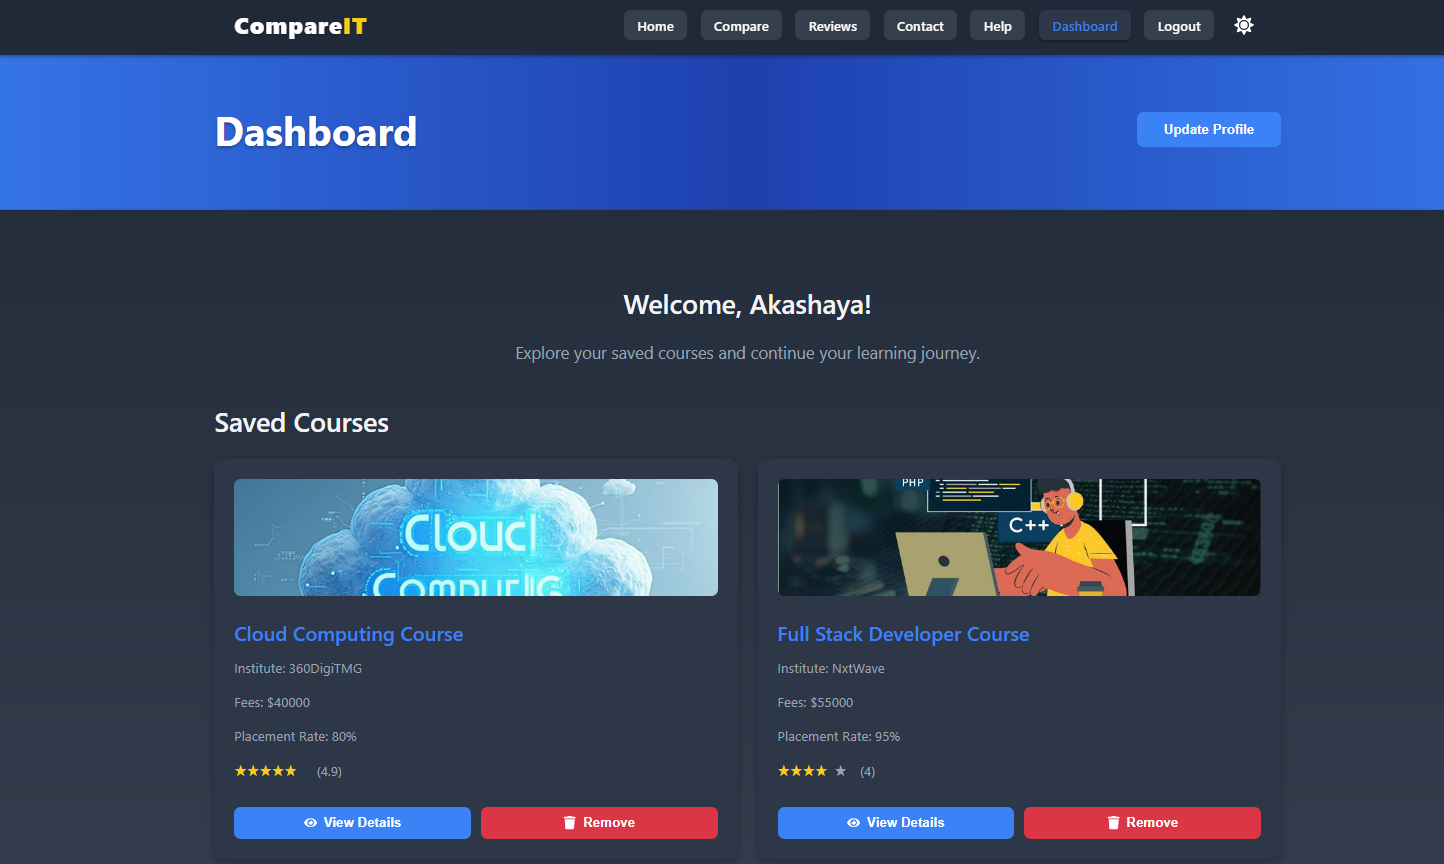 CompareIT
Home Compare Reviews Contact Help Dashboard Logout
Dashboard
Update Profile
Welcome, Akashaya!
Explore your saved courses and continue your learning journey.
Saved Courses
Cloud
PHP
C++
Cloud Computing Course
Institute: 360DigiTMG
Fees: $40000
Placement Rate: 80%
★★★★★ (4.9)
View Details Remove
Full Stack Developer Course
Institute: NxtWave
Fees: $55000
Placement Rate: 95%
★★★★ ★ (4)
View Details Remove